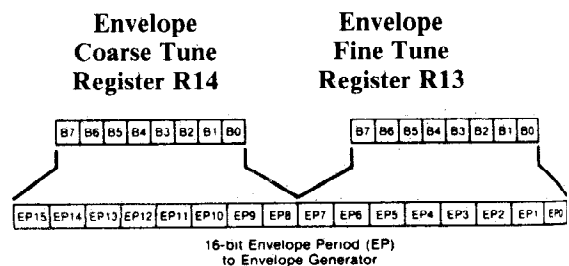 Envelope
Coarse Tune
Register R14
Envelope
Fine Tune
Register R13
B7 B6 B5 B4 B3 B2 B1 B0
B7 B6 B5 B4 B3 B2 B1 B0
EP15 EP14 EP13 EP12 EP11 EP10 EP9 EP8 EP7 EP6 EP5 EP4 EP3 EP2 EP1 EP0
16-bit Envelope Period (EP)
to Envelope Generator